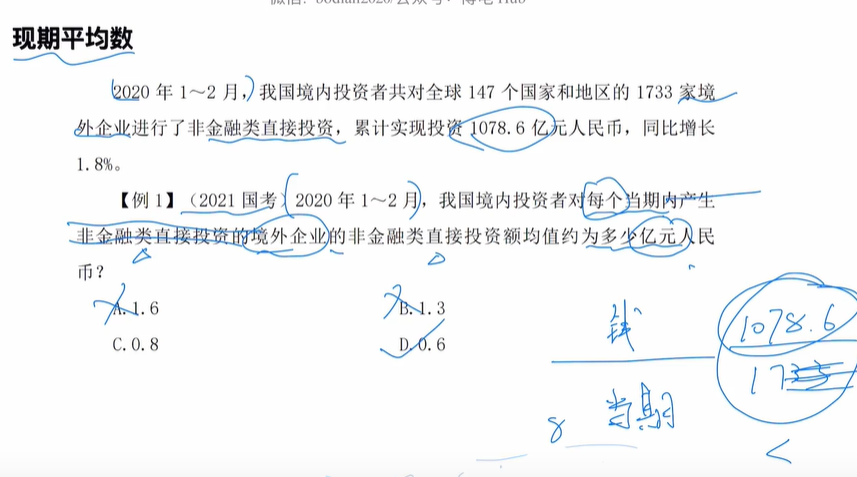 现期平均数
2020 年 1～2 月，我国境内投资者共对全球 147 个国家和地区的 1733 家境
外企业进行了非金融类直接投资，累计实现投资 1078.6 亿元人民币，同比增长
1.8%。
【例 1】（2021 国考）2020 年 1～2 月，我国境内投资者对每个当期内产生
非金融类直接投资的境外企业的非金融类直接投资额均值约为多少亿元人民
币？
A. 1.6 B. 1.3
C. 0.8 D. 0.6
钱
当期
8
1078.6
1733
<